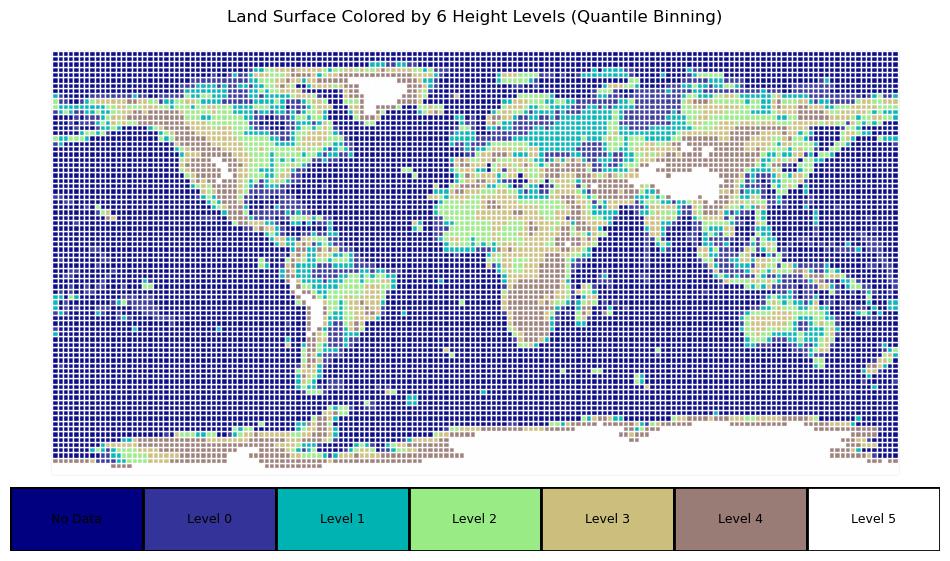 Land Surface Colored by 6 Height Levels (Quantile Binning)
No Data Level 0 Level 1 Level 2 Level 3 Level 4 Level 5